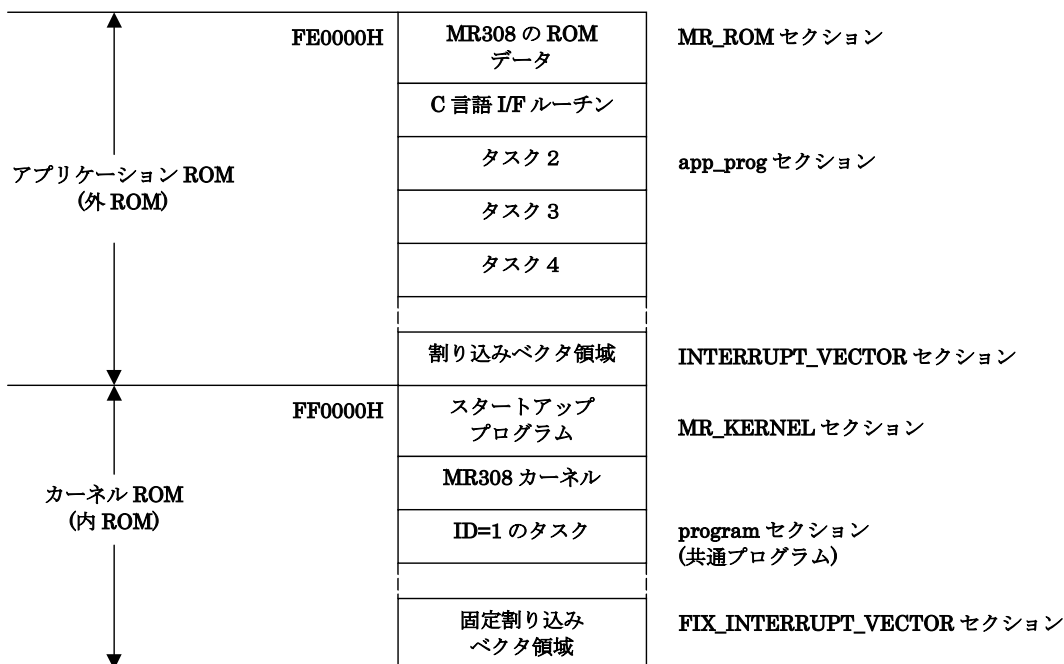 FE0000H
MR308 の ROM
データ
MR_ROM セクション
C 言語 I/F ルーチン
アプリケーション ROM
(外 ROM)
タスク 2
app_prog セクション
タスク 3
タスク 4
割り込みベクタ領域
INTERRUPT_VECTOR セクション
FF0000H
スタートアップ
プログラム
MR_KERNEL セクション
MR308 カーネル
カーネル ROM
(内 ROM)
ID=1 のタスク
program セクション
(共通プログラム)
固定割り込み
ベクタ領域
FIX_INTERRUPT_VECTOR セクション